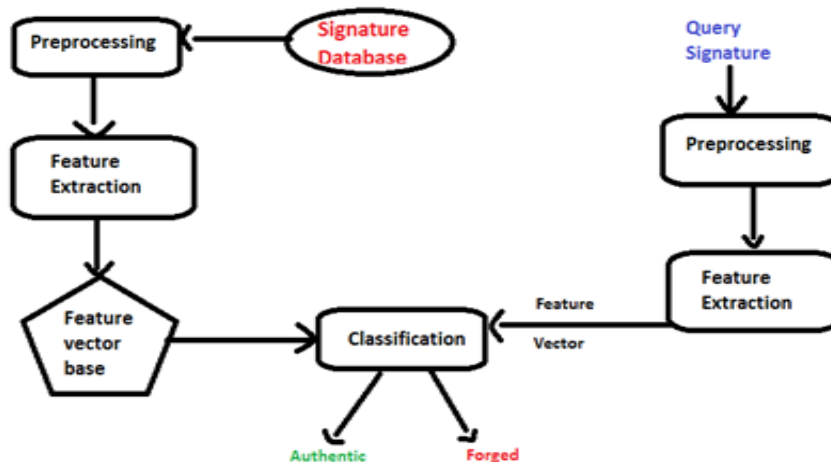 Preprocessing
Signature
Database
Query
Signature
Feature
Extraction
Preprocessing
Feature
vector
base
Classification
Feature
Vector
Feature
Extraction
Authentic
Forged